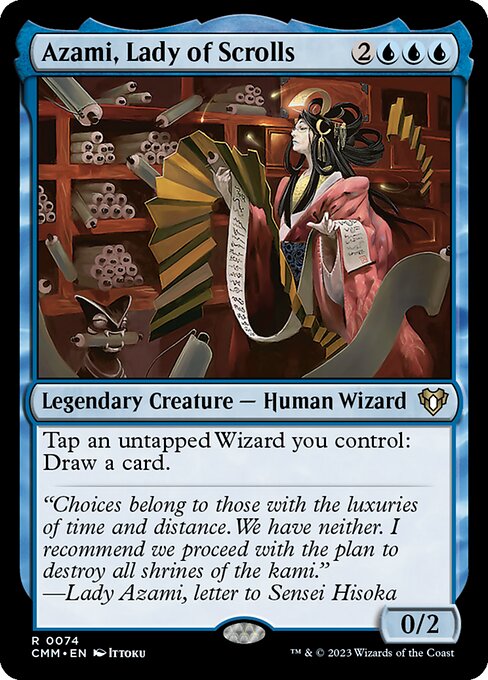 Azami, Lady of Scrolls 2
Legendary Creature — Human Wizard
Tap an untapped Wizard you control:
Draw a card.
“Choices belong to those with the luxuries
of time and distance. We have neither. I
recommend we proceed with the plan to
destroy all shrines of the kami.”
—Lady Azami, letter to Sensei Hisoka
0/2
R 0074
CMM • EN Ittoku
™ & © 2023 Wizards of the Coast